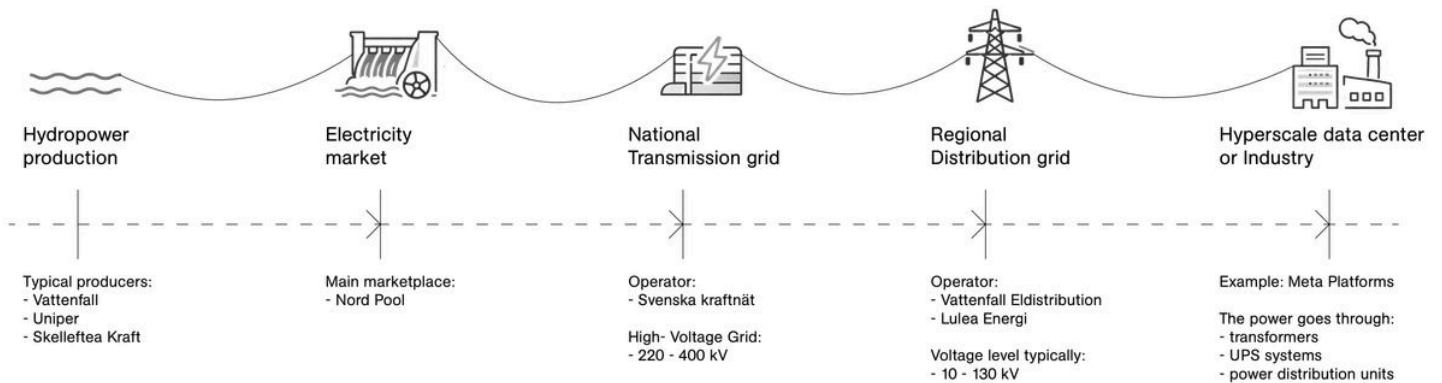 Hydropower
production
Electricity
market
National
Transmission grid
Regional
Distribution grid
Hyperscale data center
or Industry
Typical producers:
- Vattenfall
- Uniper
- Skelleftea Kraft
Main marketplace:
- Nord Pool
Operator:
- Svenska kraftnät
High- Voltage Grid:
- 220 - 400 kV
Operator:
- Vattenfall Eldistribution
- Lulea Energi
Voltage level typically:
- 10 - 130 kV
Example: Meta Platforms
The power goes through:
- transformers
- UPS systems
- power distribution units